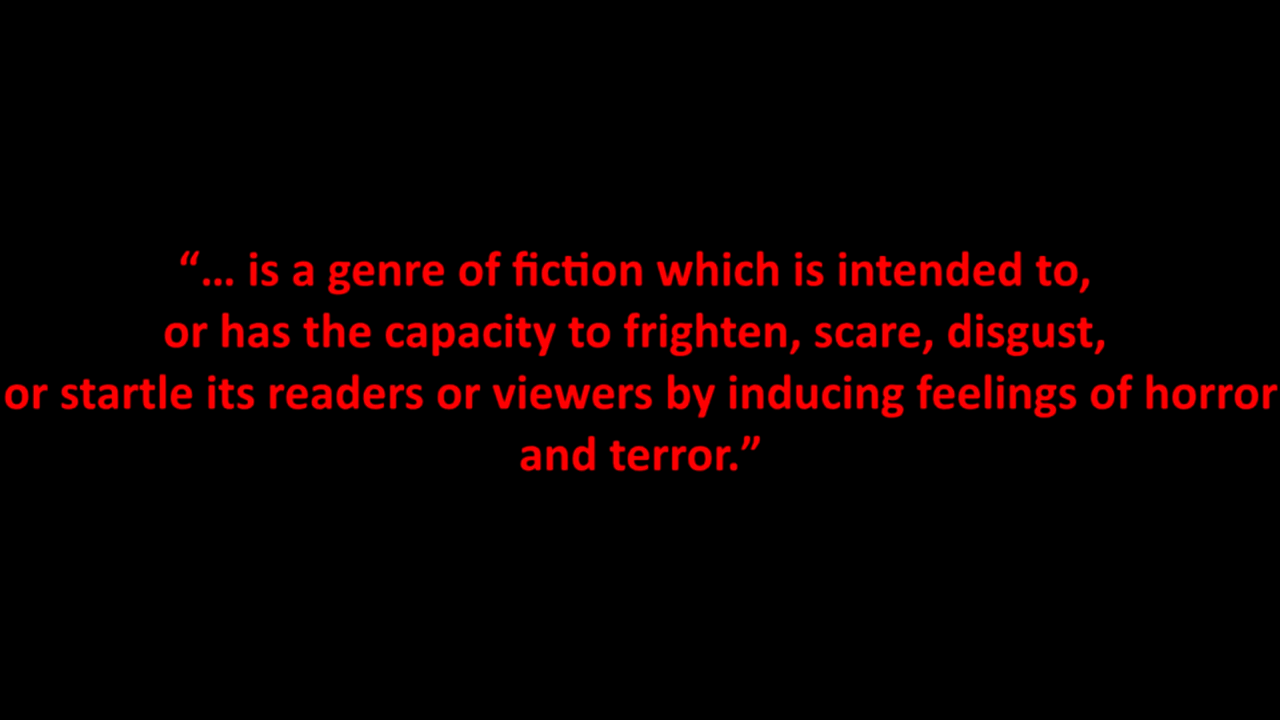 “... is a genre of fiction which is intended to,
or has the capacity to frighten, scare, disgust,
or startle its readers or viewers by inducing feelings of horror
and terror.”